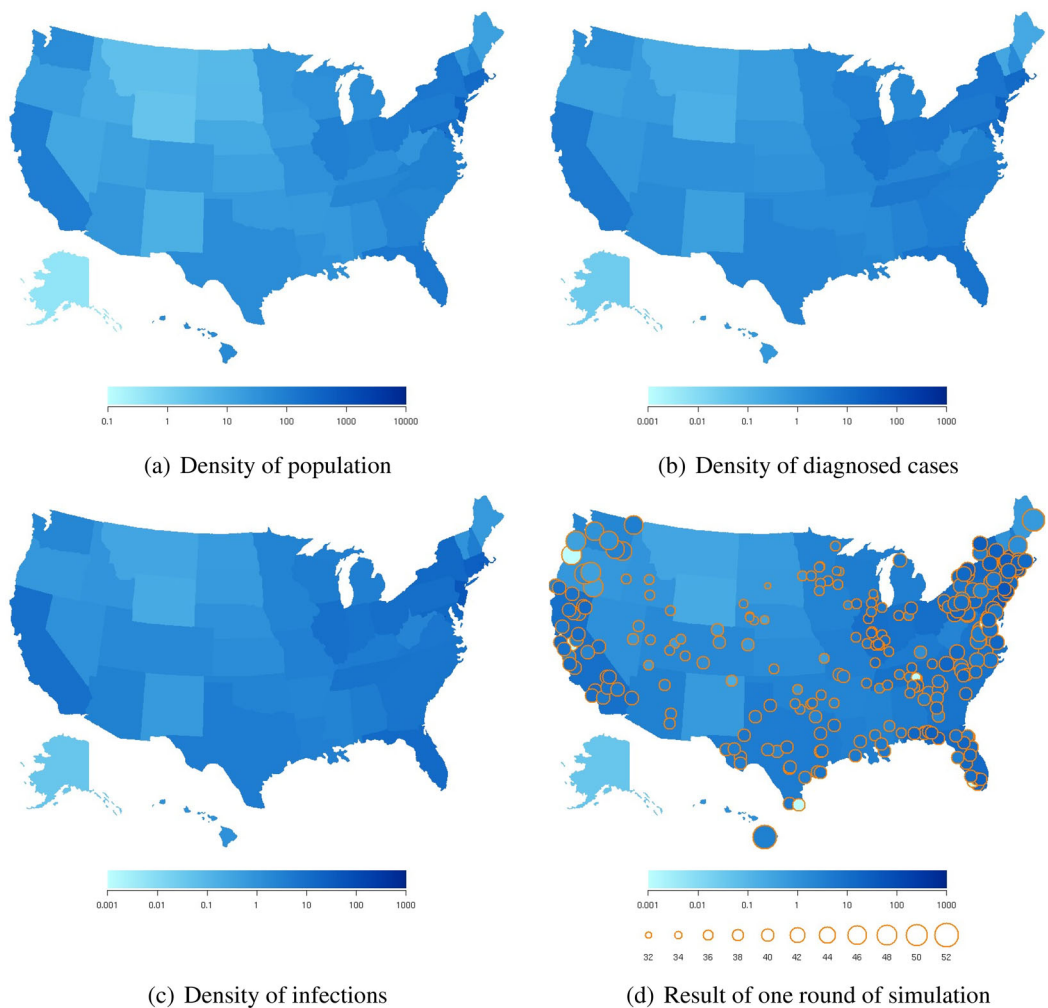 0.1 1 10 100 1000 10000
0.001 0.01 0.1 1 10 100 1000
(a) Density of population
(b) Density of diagnosed cases
0.001 0.01 0.1 1 10 100 1000
0.001 0.01 0.1 1 10 100 1000
32 34 36 38 40 42 44 46 48 50 52
(c) Density of infections
(d) Result of one round of simulation